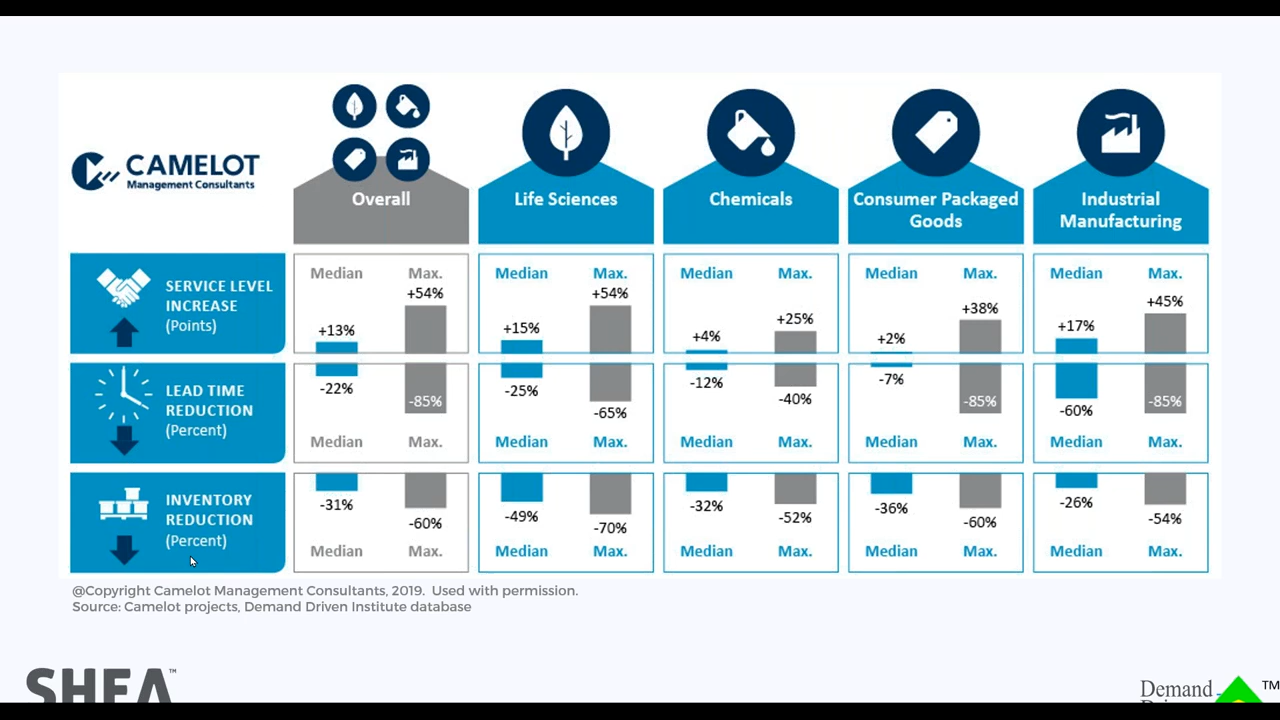 CAMELOT
Management Consultants
Overall
Life Sciences
Chemicals
Consumer Packaged
Goods
Industrial
Manufacturing
SERVICE LEVEL
INCREASE
(Points)
Median Max.
+13% +54%
Median Max.
+15% +54%
Median Max.
+4% +25%
Median Max.
+2% +38%
Median Max.
+17% +45%
LEAD TIME
REDUCTION
(Percent)
-22% -85%
Median Max.
-25% -65%
Median Max.
-12% -40%
Median Max.
-7% -85%
Median Max.
-60% -85%
Median Max.
INVENTORY
REDUCTION
(Percent)
-31% -60%
Median Max.
-49% -70%
Median Max.
-32% -52%
Median Max.
-36% -60%
Median Max.
-26% -54%
Median Max.
@Copyright Camelot Management Consultants, 2019. Used with permission.
Source: Camelot projects, Demand Driven Institute database
SHEA™
Demand
TM